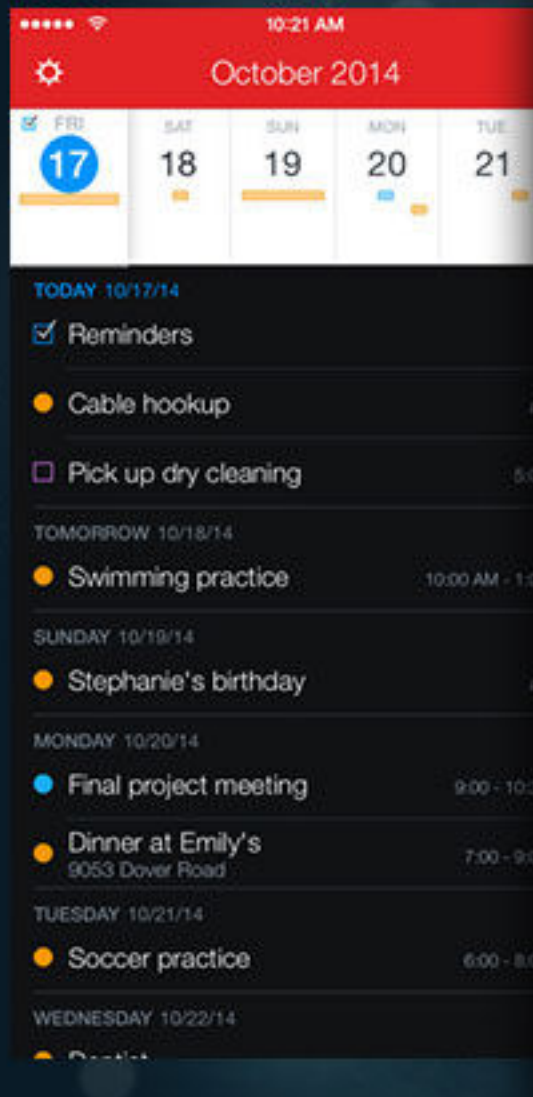 10:21 AM
October 2014
FRI SAT SUN MON TUE
17 18 19 20 21
TODAY 10/17/14
Reminders
Cable hookup
Pick up dry cleaning
TOMORROW 10/18/14
Swimming practice 10:00 AM -
SUNDAY 10/19/14
Stephanie's birthday
MONDAY 10/20/14
Final project meeting 9:00 -
Dinner at Emily's
9053 Dover Road
7:00 -
TUESDAY 10/21/14
Soccer practice 6:00 -
WEDNESDAY 10/22/14
Dentist